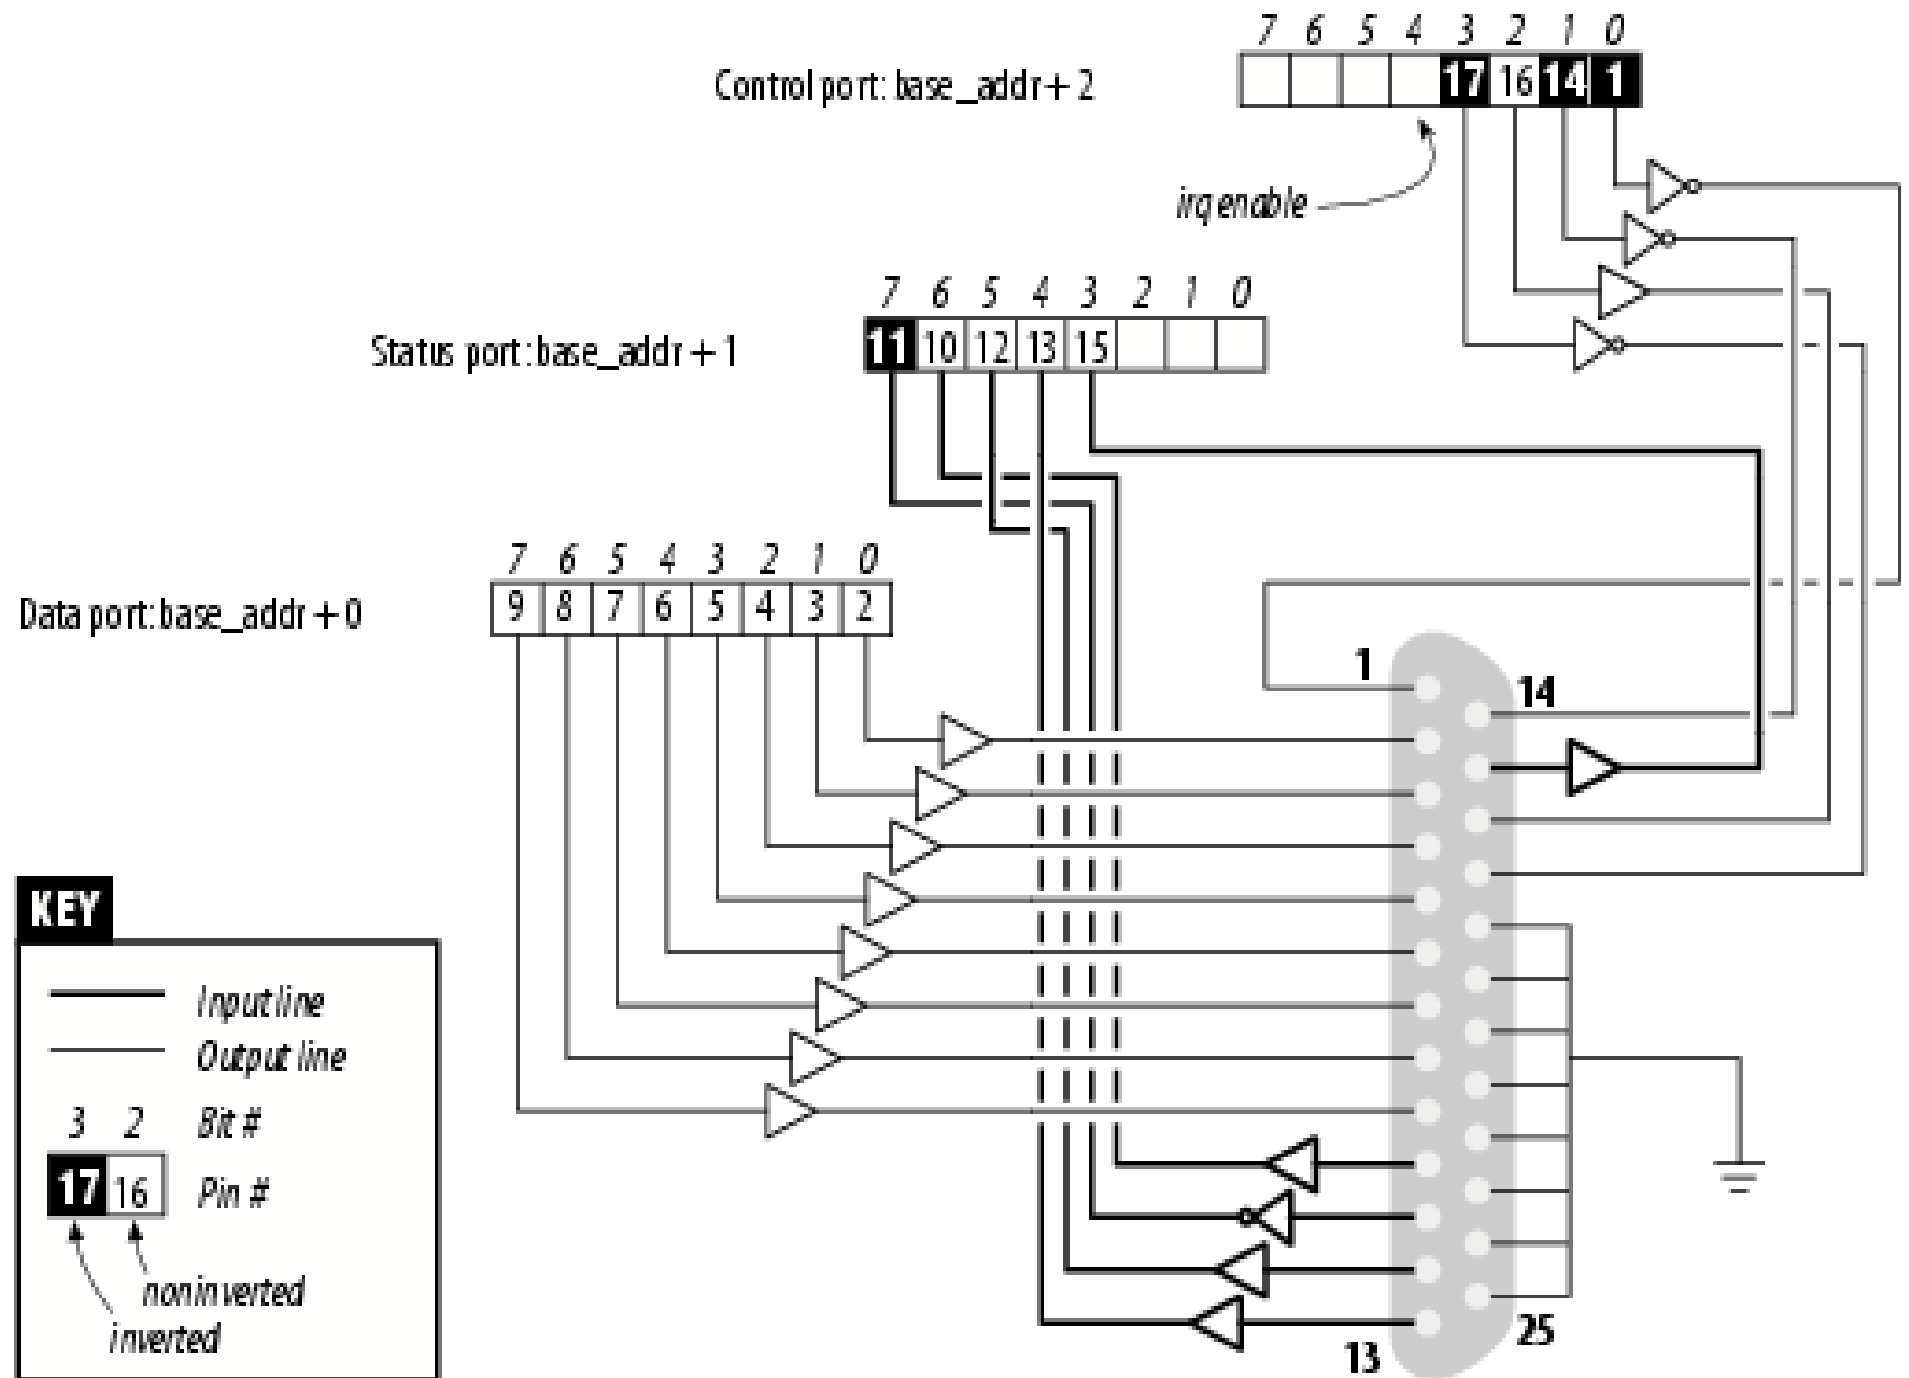 7 6 5 4 3 2 1 0
Control port: base_addr + 2
17 16 14 1
irq enable
7 6 5 4 3 2 1 0
Status port: base_addr + 1
11 10 12 13 15
7 6 5 4 3 2 1 0
Data port: base_addr + 0
9 8 7 6 5 4 3 2
1
14
KEY
Input line
Output line
3 2 Bit #
17 16 Pin #
noninverted
inverted
25
13